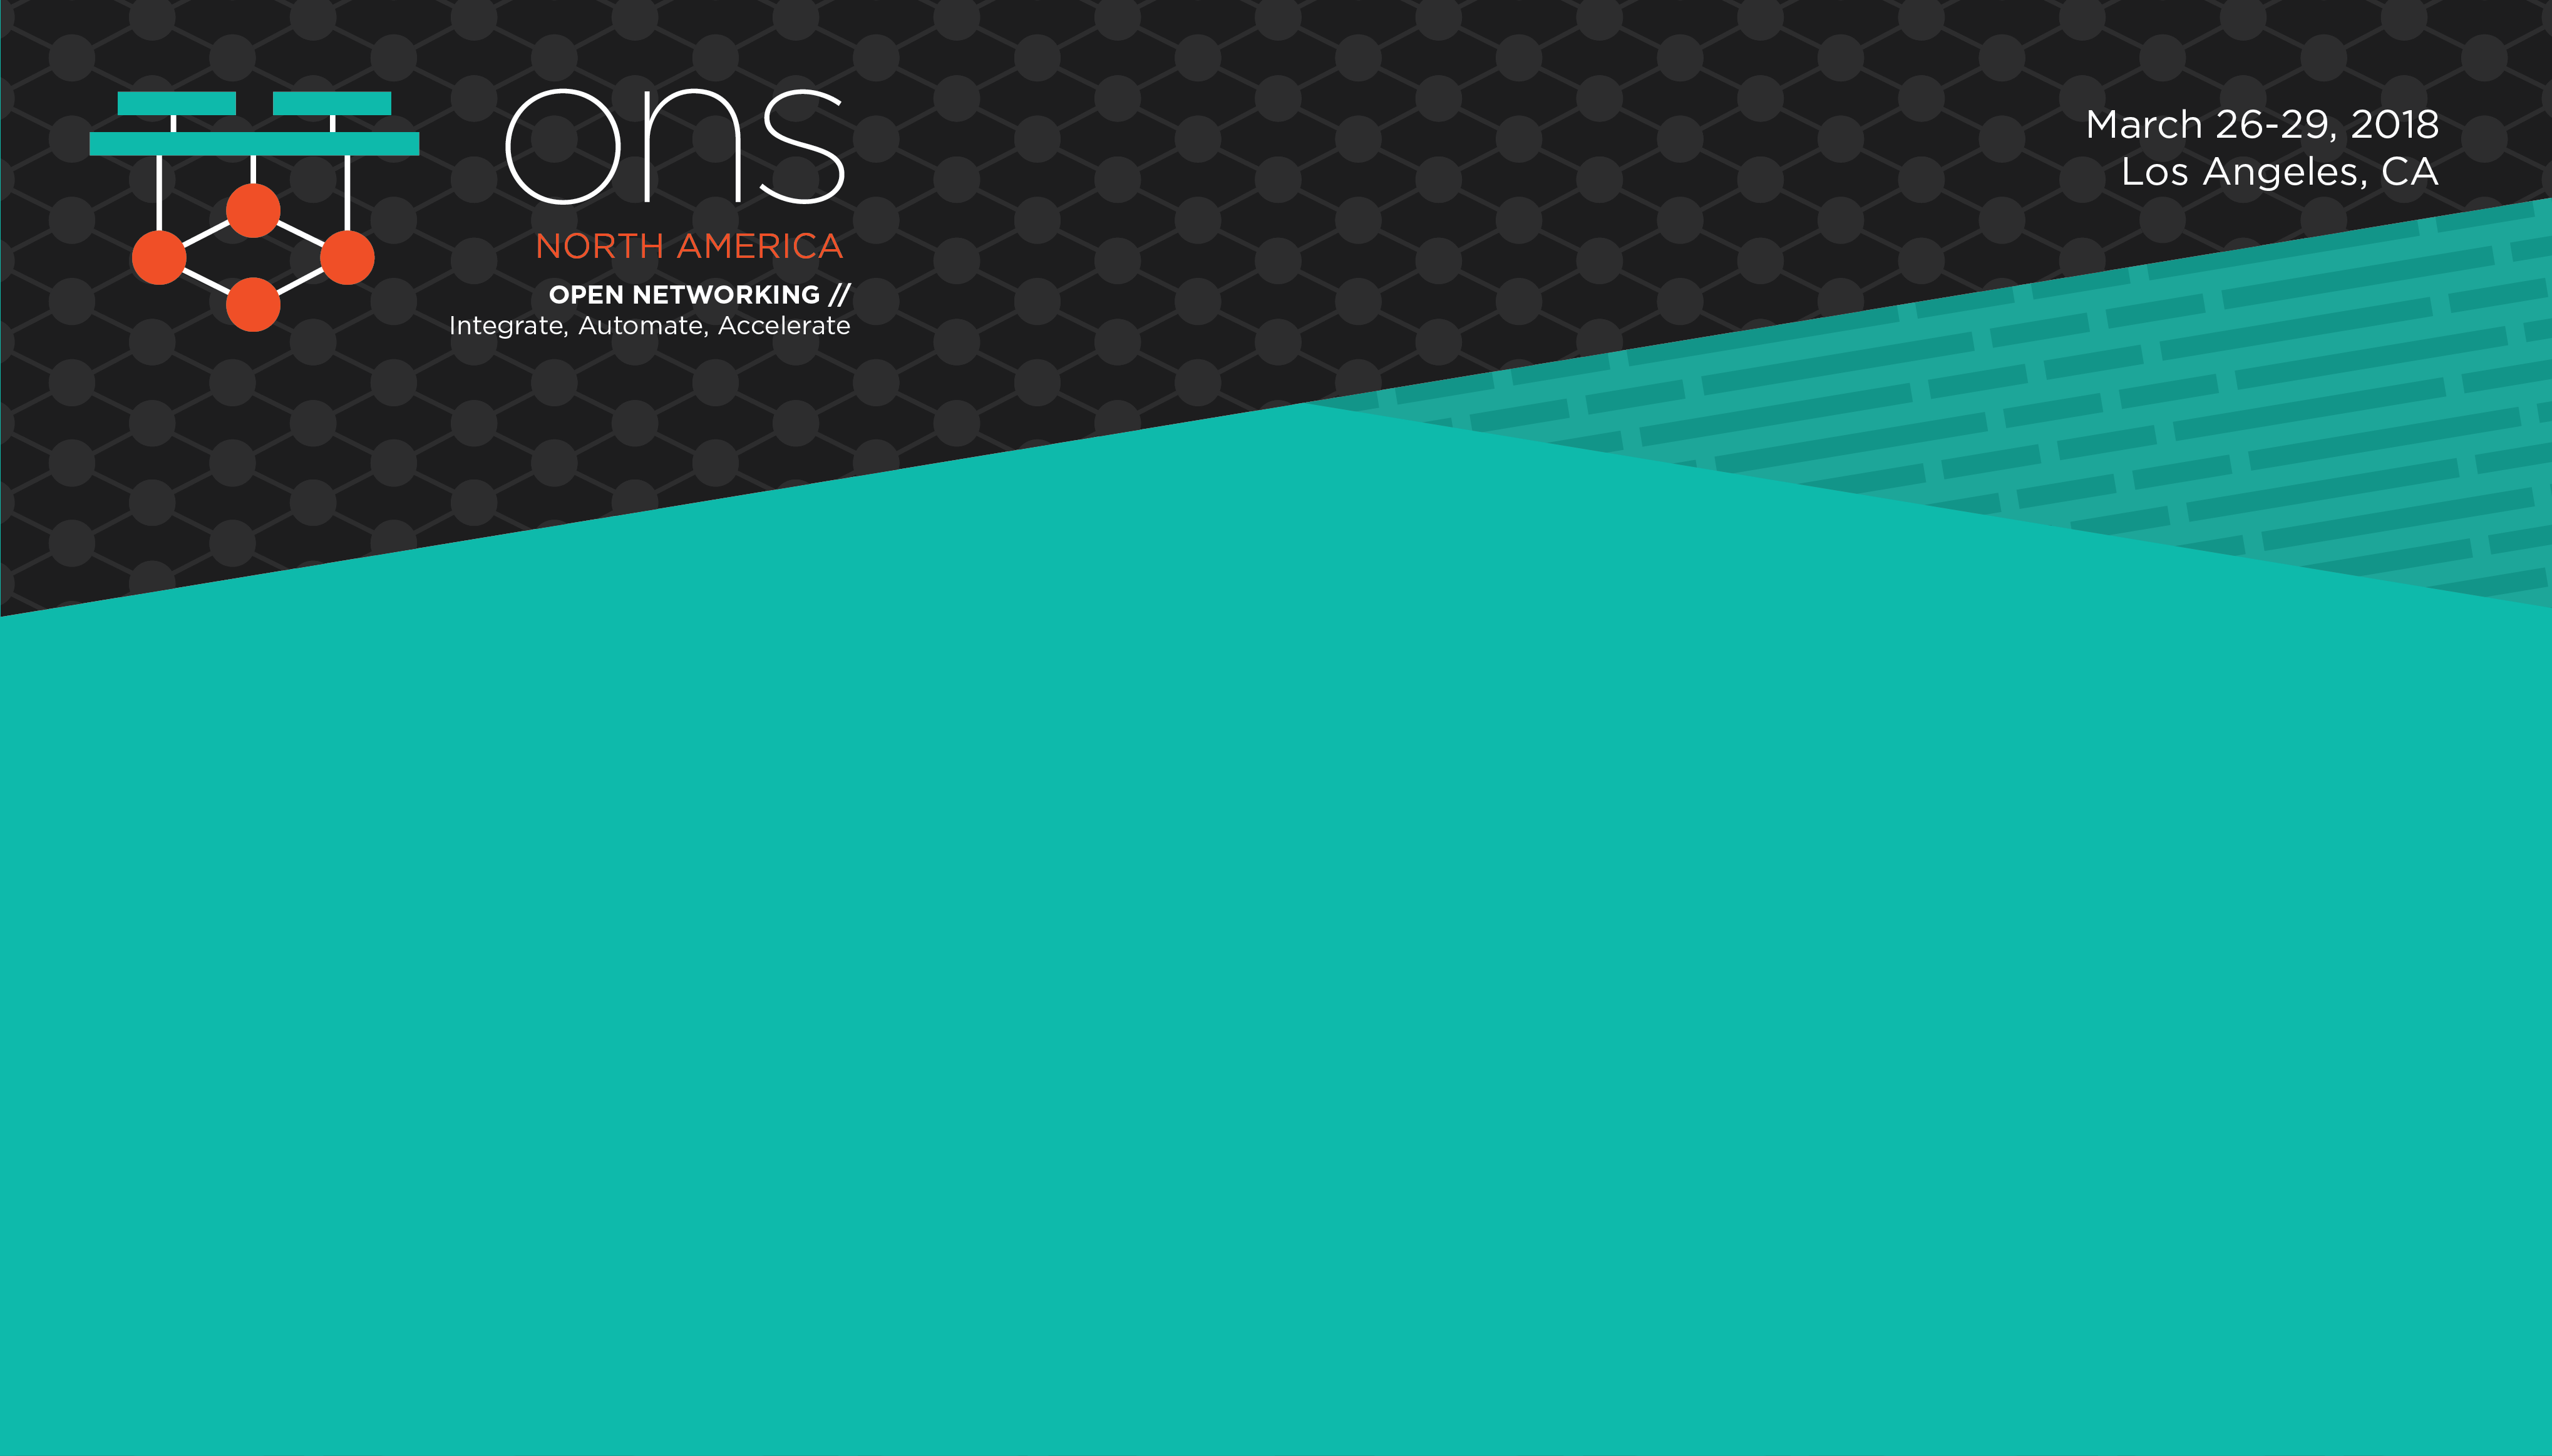 ons
NORTH AMERICA
OPEN NETWORKING //
Integrate, Automate, Accelerate
March 26-29, 2018
Los Angeles, CA